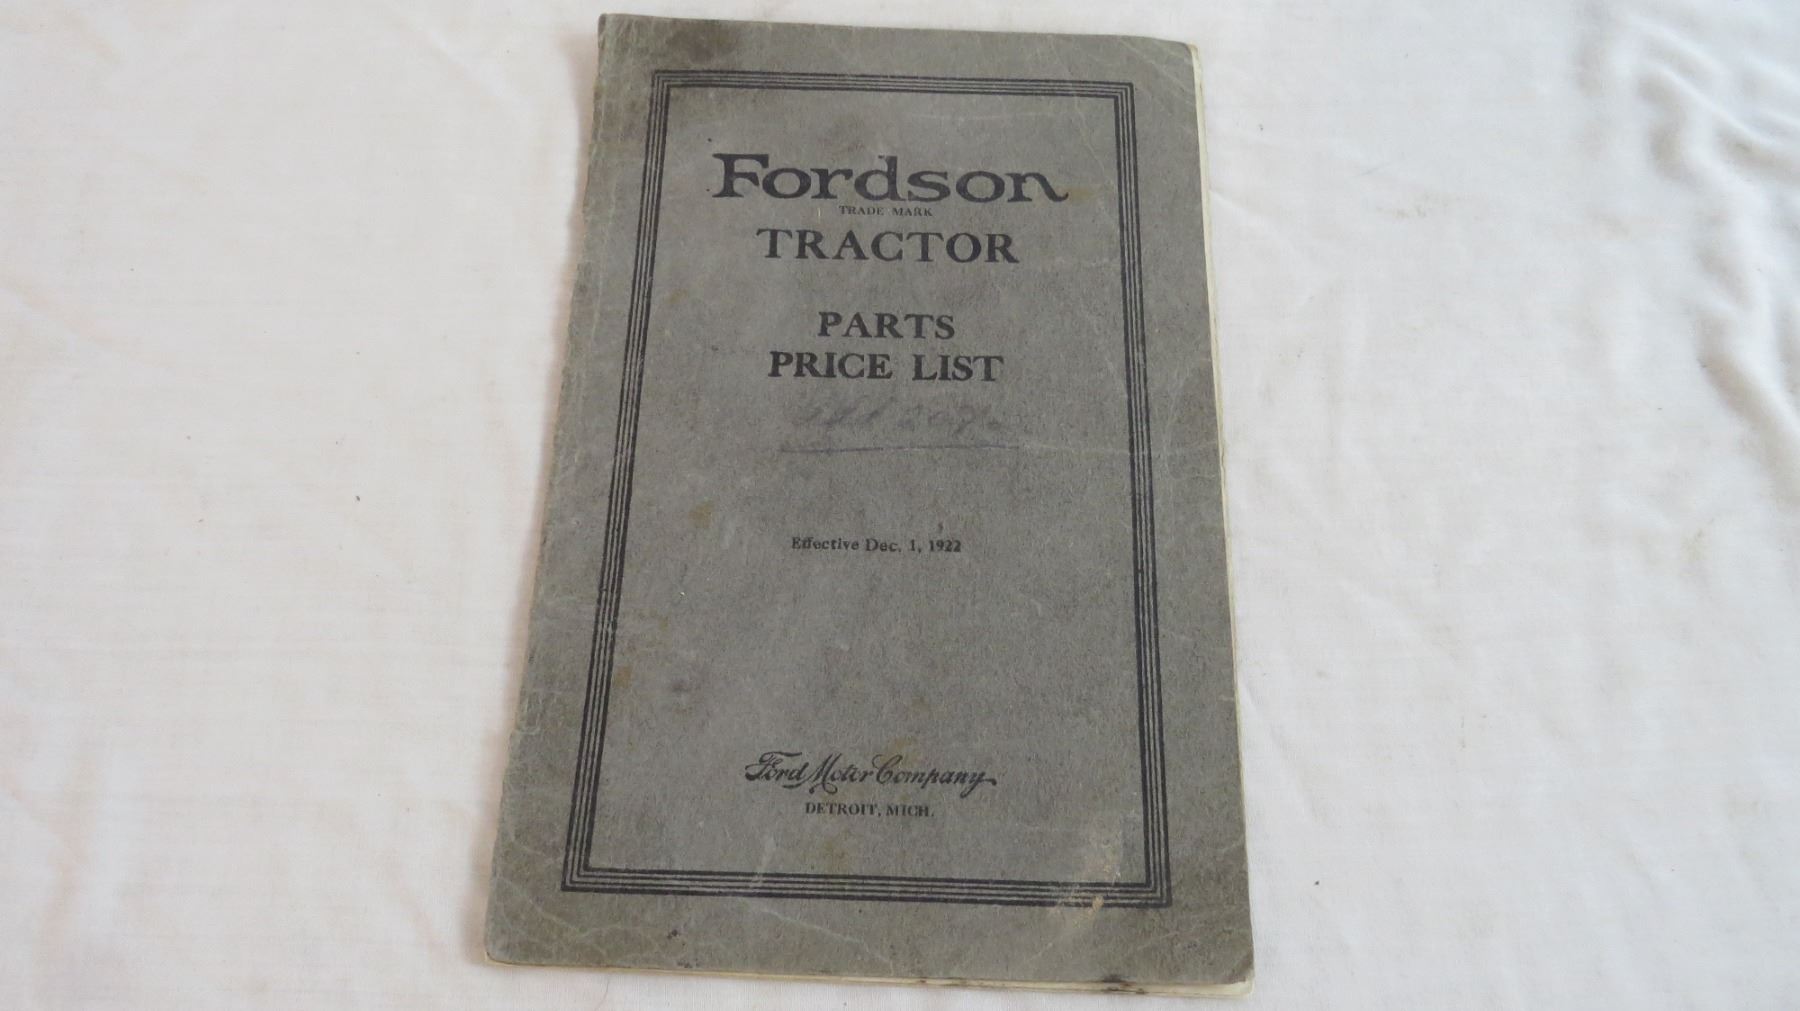 Fordson
TRADE MARK
TRACTOR
PARTS
PRICE LIST
Effective Dec. 1, 1922
Ford Motor Company
DETROIT, MICH.